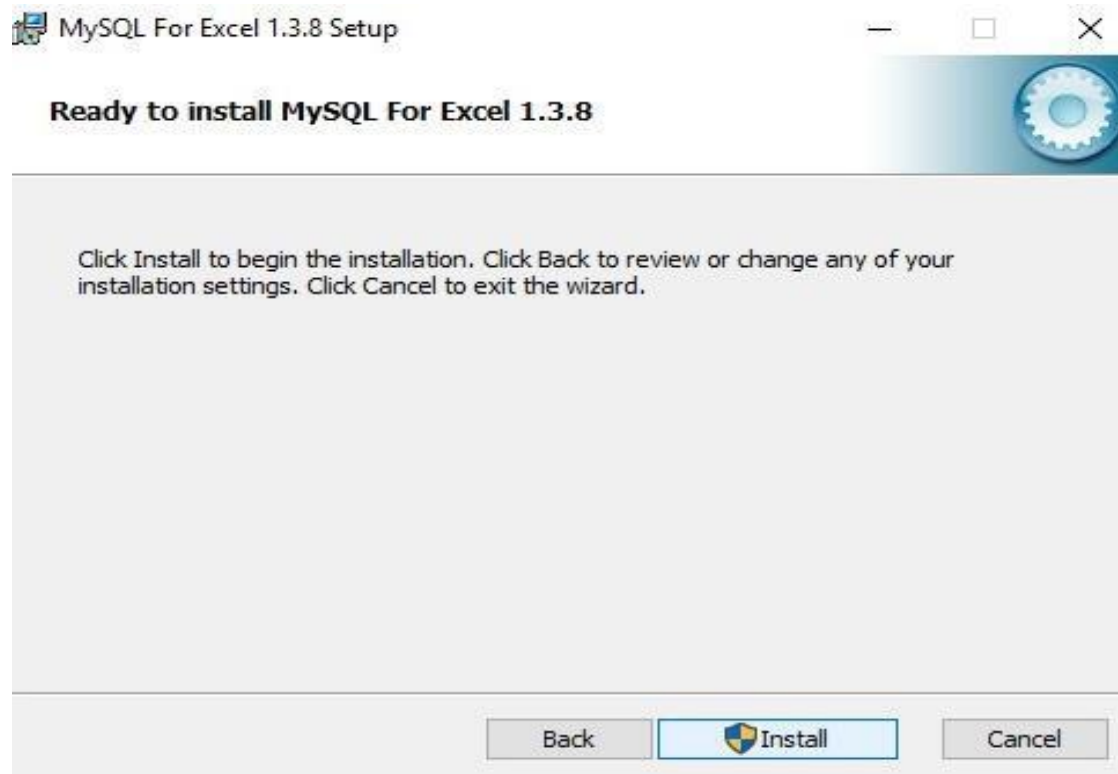 MySQL For Excel 1.3.8 Setup
Ready to install MySQL For Excel 1.3.8
Click Install to begin the installation. Click Back to review or change any of your
installation settings. Click Cancel to exit the wizard.
Back Install Cancel